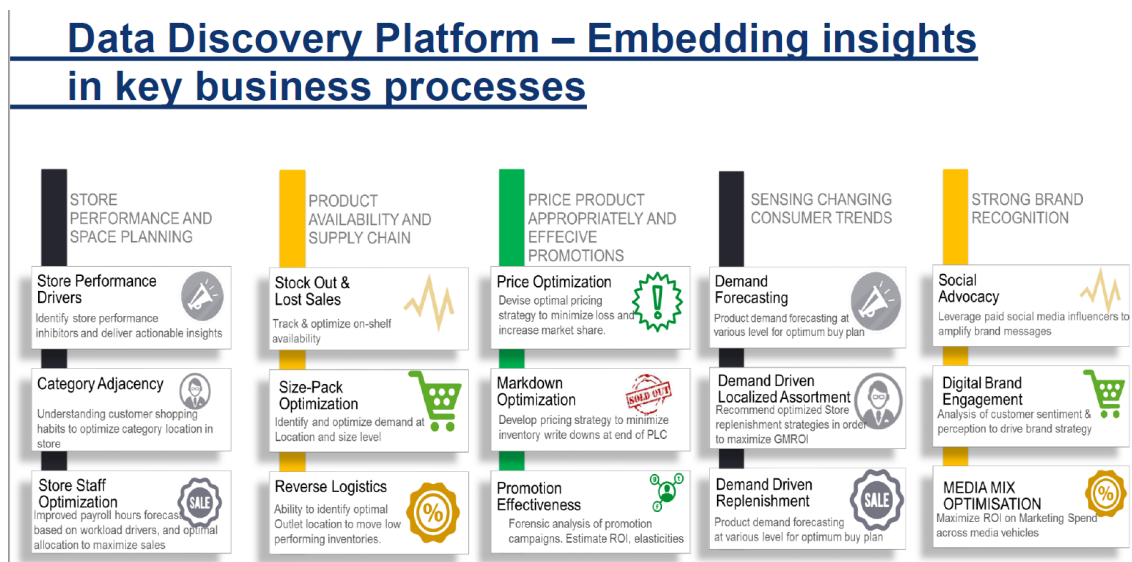 Data Discovery Platform – Embedding insights
in key business processes
STORE
PERFORMANCE AND
SPACE PLANNING
Store Performance
Drivers
Identify store performance
inhibitors and deliver actionable insights
Category Adjacency
Understanding customer shopping
habits to optimize category location in
store
Store Staff
Optimization
Improved payroll hours forecast
based on workload drivers, and optimal
allocation to maximize sales
SALE
PRODUCT
AVAILABILITY AND
SUPPLY CHAIN
Stock Out &
Lost Sales
Track & optimize on-shelf
availability
Size-Pack
Optimization
Identify and optimize demand at
Location and size level
Reverse Logistics
Ability to identify optimal
Outlet location to move low
performing inventories.
%
PRICE PRODUCT
APPROPRIATELY AND
EFFECIVE
PROMOTIONS
Price Optimization
Devise optimal pricing
strategy to minimize loss and
increase market share.
!
Markdown
Optimization
SOLD OUT
Develop pricing strategy to minimize
inventory write downs at end of PLC
Promotion
Effectiveness
Forensic analysis of promotion
campaigns. Estimate ROI, elasticities
SENSING CHANGING
CONSUMER TRENDS
Demand
Forecasting
Product demand forecasting at
various level for optimum buy plan
Demand Driven
Localized Assortment
Recommend optimized Store
replenishment strategies in order
to maximize GMROI
Demand Driven
Replenishment
Product demand forecasting
at various level for optimum buy plan
SALE
STRONG BRAND
RECOGNITION
Social
Advocacy
Leverage paid social media influencers to
amplify brand messages
Digital Brand
Engagement
Analysis of customer sentiment &
perception to drive brand strategy
MEDIA MIX
OPTIMISATION
Maximize ROI on Marketing Spend
across media vehicles
%